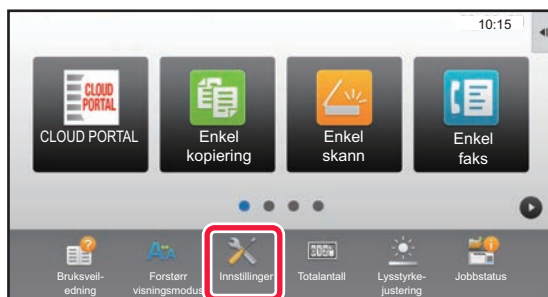 10:15
CLOUD
PORTAL
CLOUD PORTAL
Enkel
kopiering
Enkel
skann
Enkel
faks
Bruksveil-
edning
Forstørr
visningsmodus
Innstillinger
Totalantall
Lysstyrke-
justering
Jobbstatus